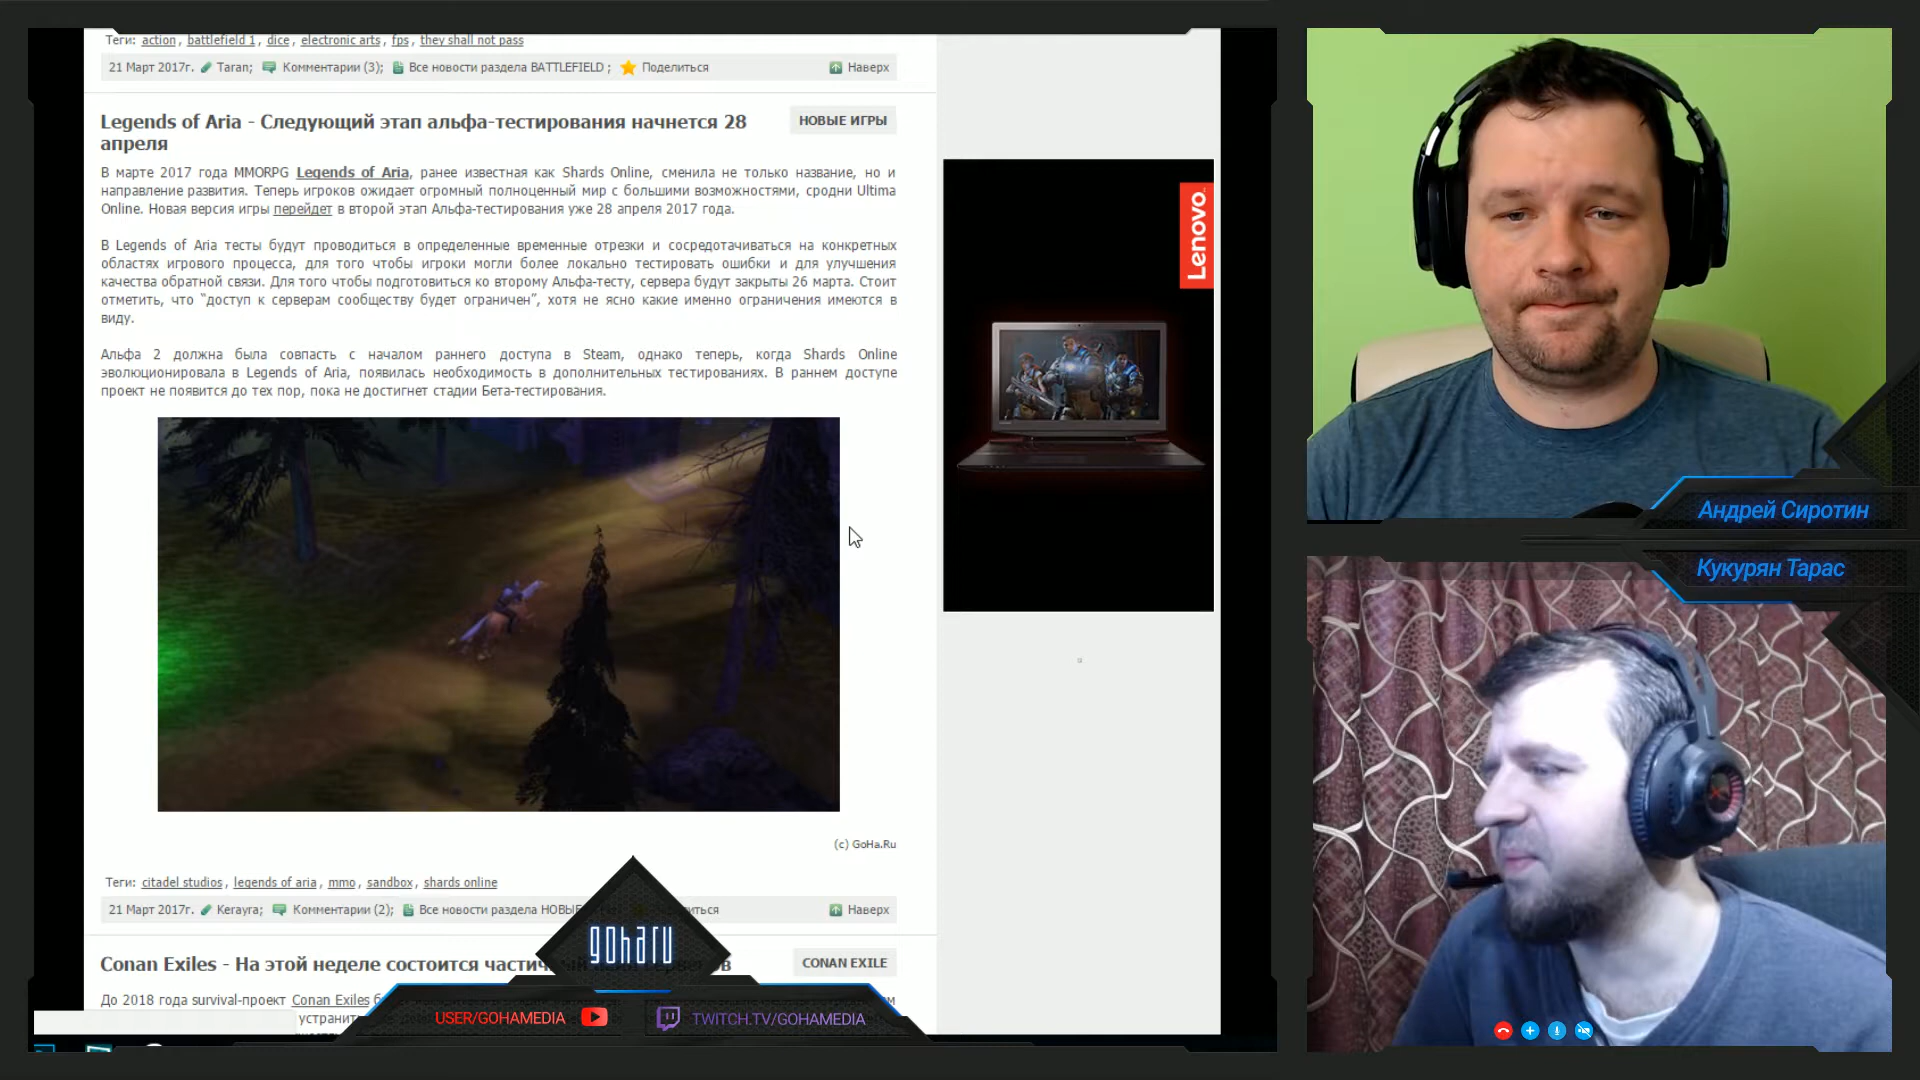 Теги: action , battlefield 1 , dice , electronic arts , fps , they shall not pass
21 Март 2017г. Taran; Комментарии (3); Все новости раздела BATTLEFIELD ; Поделиться Наверх
Legends of Aria - Следующий этап альфа-тестирования начнется 28
апреля
НОВЫЕ ИГРЫ
В марте 2017 года MMORPG Legends of Aria, ранее известная как Shards Online, сменила не только название, но и
направление развития. Теперь игроков ожидает огромный полноценный мир с большими возможностями, сродни Ultima
Online. Новая версия игры перейдет в второй этап Альфа-тестирования уже 28 апреля 2017 года.
В Legends of Aria тесты будут проводиться в определенные временные отрезки и сосредотачиваться на конкретных
областях игрового процесса, для того чтобы игроки могли более локально тестировать ошибки и для улучшения
качества обратной связи. Для того чтобы подготовиться ко второму Альфа-тесту, сервера будут закрыты 26 марта. Стоит
отметить, что "доступ к серверам сообществу будет ограничен", хотя не ясно какие именно ограничения имеются в
виду.
Альфа 2 должна была совпасть с началом раннего доступа в Steam, однако теперь, когда Shards Online
эволюционировала в Legends of Aria, появилась необходимость в дополнительных тестированиях. В раннем доступе
проект не появится до тех пор, пока не достигнет стадии Бета-тестирования.
(c) GoHa.Ru
Теги: citadel studios , legends of aria , mmo , sandbox , shards online
21 Март 2017г. Kerayra; Комментарии (2); Все новости раздела НОВЫЕ Наверх
Conan Exiles - На этой неделе состоится
CONAN EXILE
До 2018 года survival-проект Conan Exiles
goharu
USER/GOHAMEDIA
TWITCH.TV/GOHAMEDIA
Lenovo
Андрей Сиротин
Кукурян Тарас